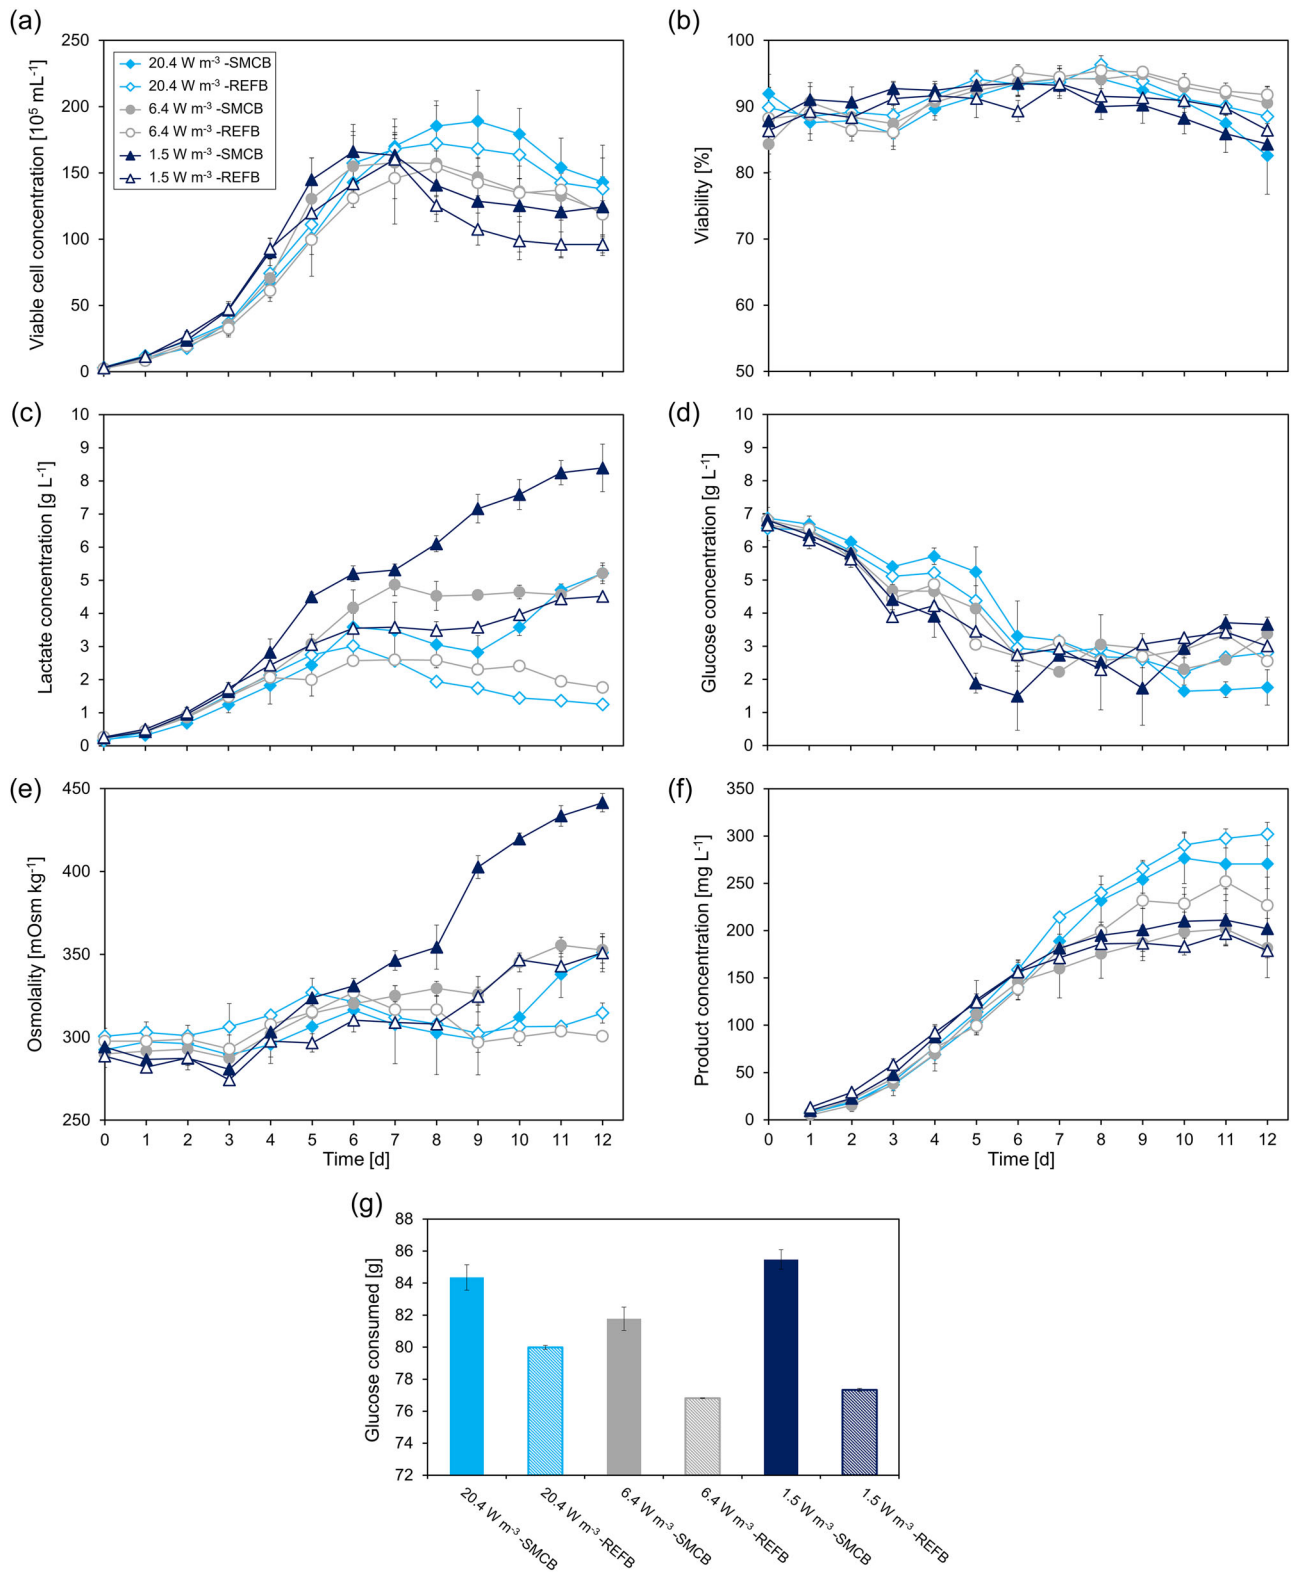 (a)
Viable cell concentration [10⁵ mL⁻¹]
250
200
150
100
50
0
20.4 W m⁻³ -SMCB
20.4 W m⁻³ -REFB
6.4 W m⁻³ -SMCB
6.4 W m⁻³ -REFB
1.5 W m⁻³ -SMCB
1.5 W m⁻³ -REFB
(b)
Viability [%]
100
90
80
70
60
50
(c)
Lactate concentration [g L⁻¹]
10
9
8
7
6
5
4
3
2
1
0
(d)
Glucose concentration [g L⁻¹]
10
9
8
7
6
5
4
3
2
1
0
(e)
Osmolality [mOsm kg⁻¹]
450
400
350
300
250
0 1 2 3 4 5 6 7 8 9 10 11 12
Time [d]
(f)
Product concentration [mg L⁻¹]
350
300
250
200
150
100
50
0
0 1 2 3 4 5 6 7 8 9 10 11 12
Time [d]
(g)
Glucose consumed [g]
88
86
84
82
80
78
76
74
72
20.4 W m⁻³ -SMCB
20.4 W m⁻³ -REFB
6.4 W m⁻³ -SMCB
6.4 W m⁻³ -REFB
1.5 W m⁻³ -SMCB
1.5 W m⁻³ -REFB